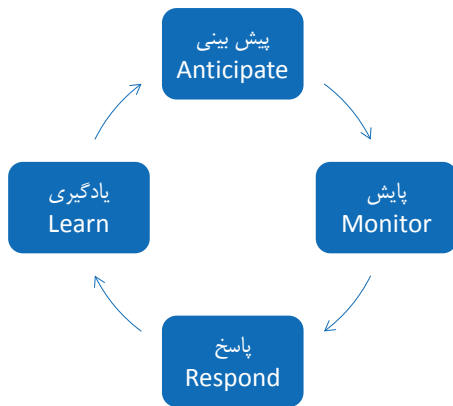 پیش بینی
Anticipate
پایش
Monitor
پاسخ
Respond
یادگیری
Learn